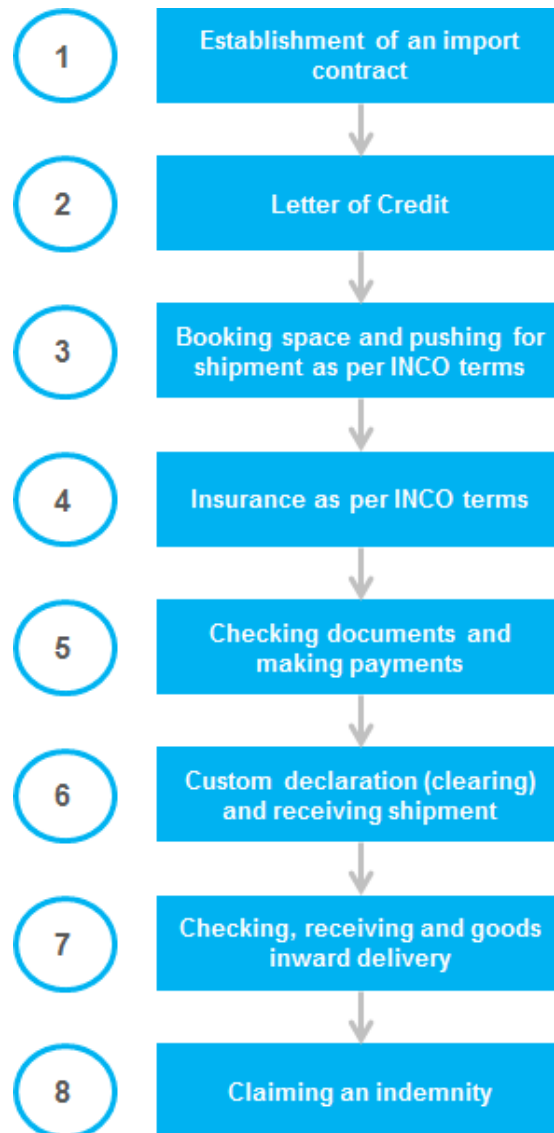 1
Establishment of an import
contract
2
Letter of Credit
3
Booking space and pushing for
shipment as per INCO terms
4
Insurance as per INCO terms
5
Checking documents and
making payments
6
Custom declaration (clearing)
and receiving shipment
7
Checking, receiving and goods
inward delivery
8
Claiming an indemnity